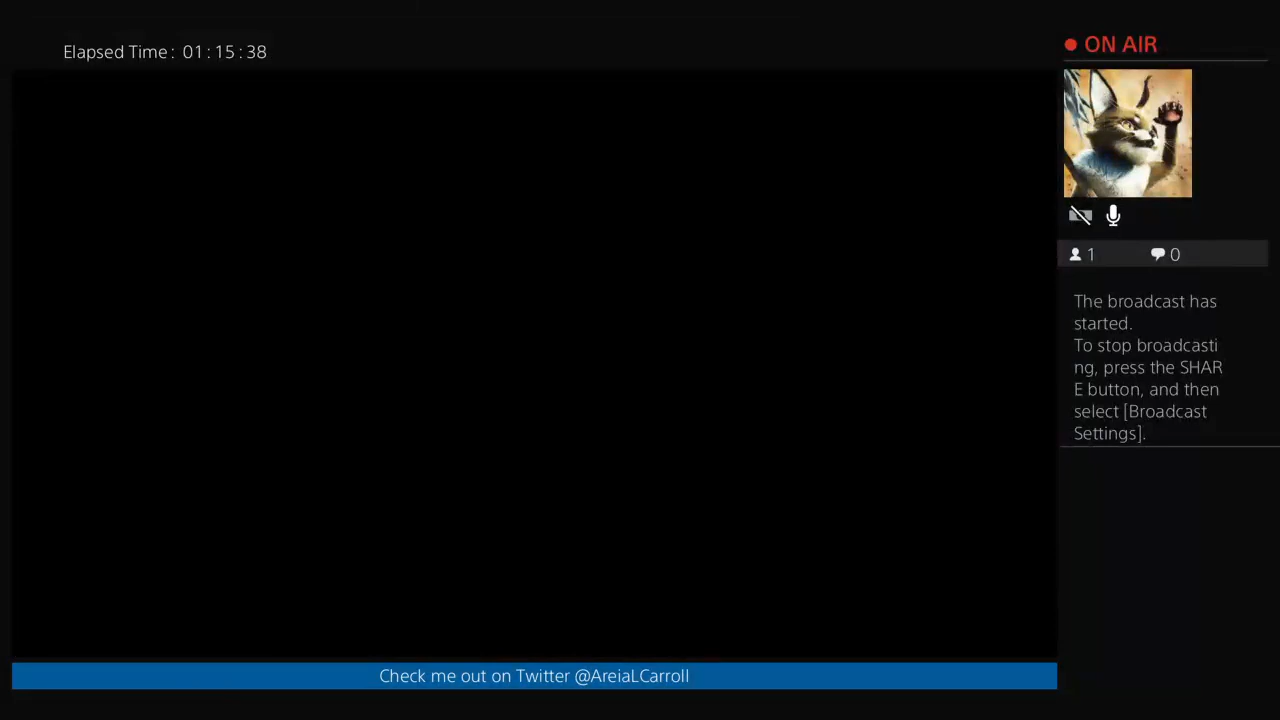 Elapsed Time: 01:15:38
ON AIR
1 0
The broadcast has
started.
To stop broadcasti
ng, press the SHAR
E button, and then
select [Broadcast
Settings].
Check me out on Twitter @AreiaLCarroll